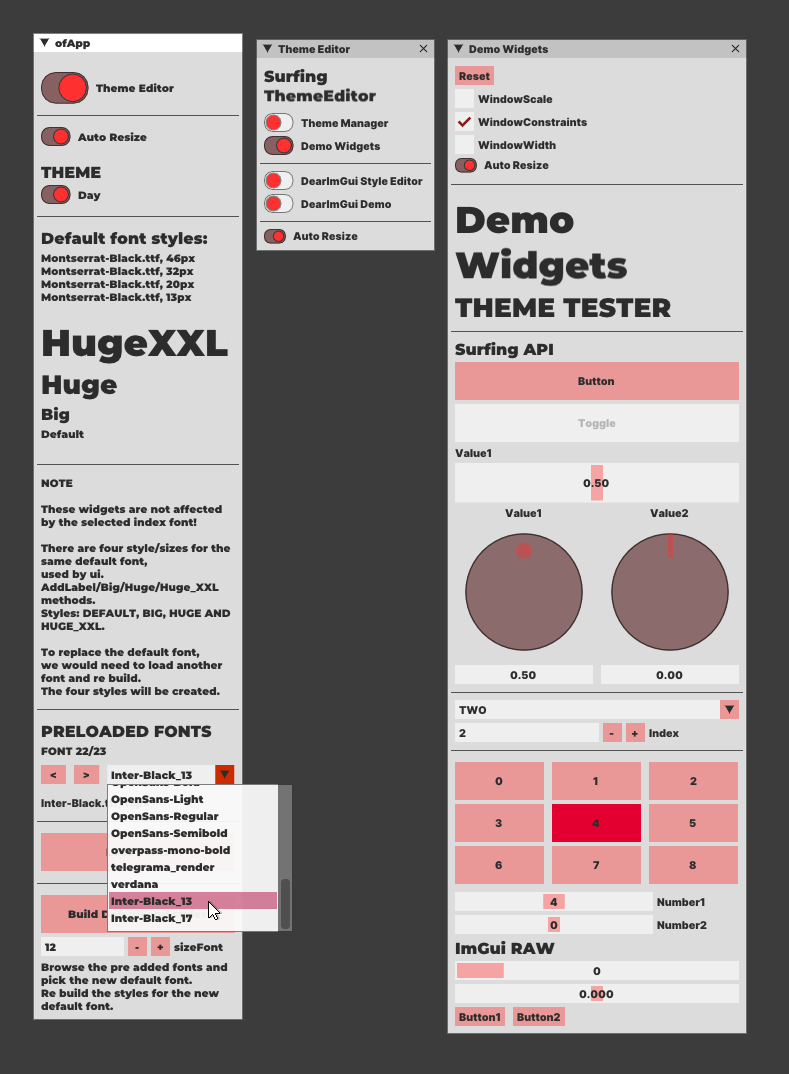 ofApp
Theme Editor
Auto Resize
THEME
Day
Default font styles:
Montserrat-Black.ttf, 46px
Montserrat-Black.ttf, 32px
Montserrat-Black.ttf, 20px
Montserrat-Black.ttf, 13px
HugeXXL
Huge
Big
Default
NOTE
These widgets are not affected
by the selected index font!
There are four style/sizes for the
same default font,
used by ui.
AddLabel/Big/Huge/Huge_XXL
methods.
Styles: DEFAULT, BIG, HUGE AND
HUGE_XXL.
To replace the default font,
we would need to load another
font and re build.
The four styles will be created.
PRELOADED FONTS
FONT 22/23
< > Inter-Black_13
OpenSans-Light
OpenSans-Regular
OpenSans-Semibold
overpass-mono-bold
telegrama_render
verdana
Inter-Black_13
Inter-Black_17
Build
12 - + sizeFont
Browse the pre added fonts and
pick the new default font.
Re build the styles for the new
default font.
Theme Editor
Surfing
ThemeEditor
Theme Manager
Demo Widgets
DearImGui Style Editor
DearImGui Demo
Auto Resize
Demo Widgets
Reset
WindowScale
WindowConstraints
WindowWidth
Auto Resize
Demo
Widgets
THEME TESTER
Surfing API
Button
Toggle
Value1
0.50
Value1 Value2
0.50 0.00
TWO
2 - + Index
0 1 2
3 4 5
6 7 8
4 Number1
0 Number2
ImGui RAW
0
0.000
Button1 Button2